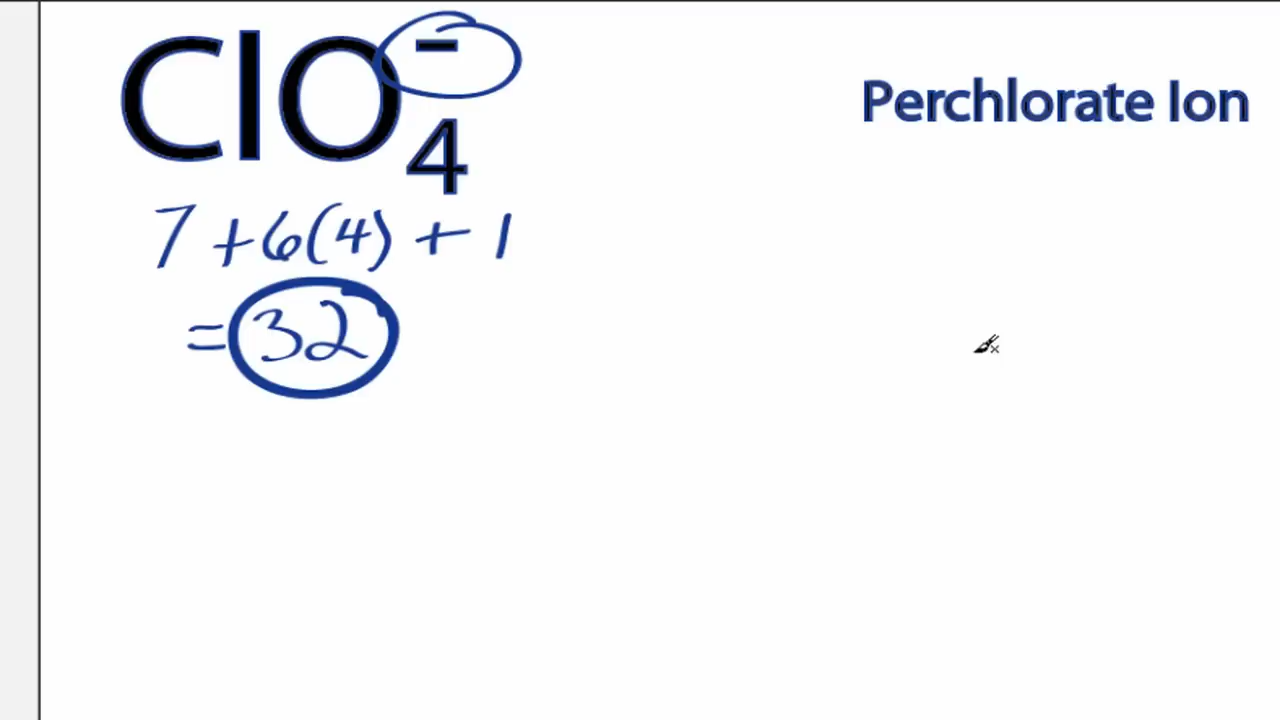 ClO₄⁻
Perchlorate Ion
7 + 6(4) + 1
= 32